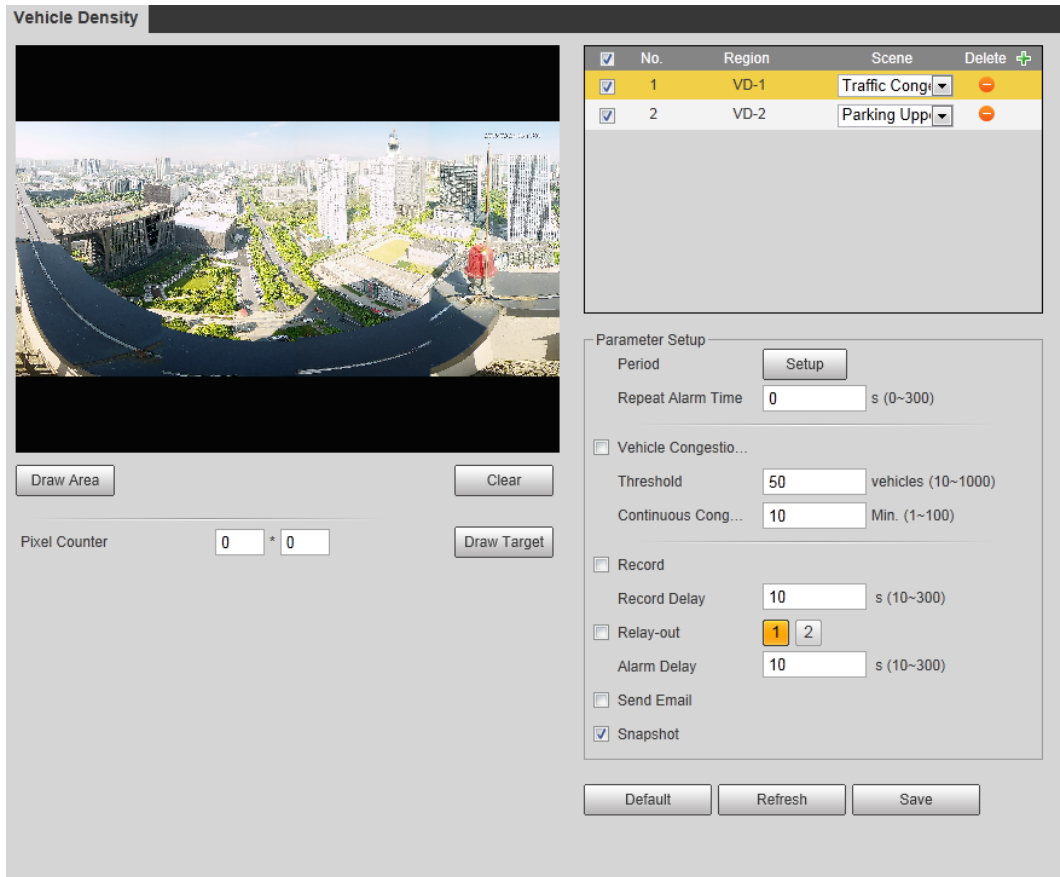 Vehicle Density
No. Region Scene Delete
1 VD-1 Traffic Conge
2 VD-2 Parking Uppe
Draw Area Clear
Pixel Counter 0 * 0 Draw Target
Parameter Setup
Period Setup
Repeat Alarm Time 0 s (0~300)
Vehicle Congestio...
Threshold 50 vehicles (10~1000)
Continuous Cong... 10 Min. (1~100)
Record
Record Delay 10 s (10~300)
Relay-out 1 2
Alarm Delay 10 s (10~300)
Send Email
Snapshot
Default Refresh Save